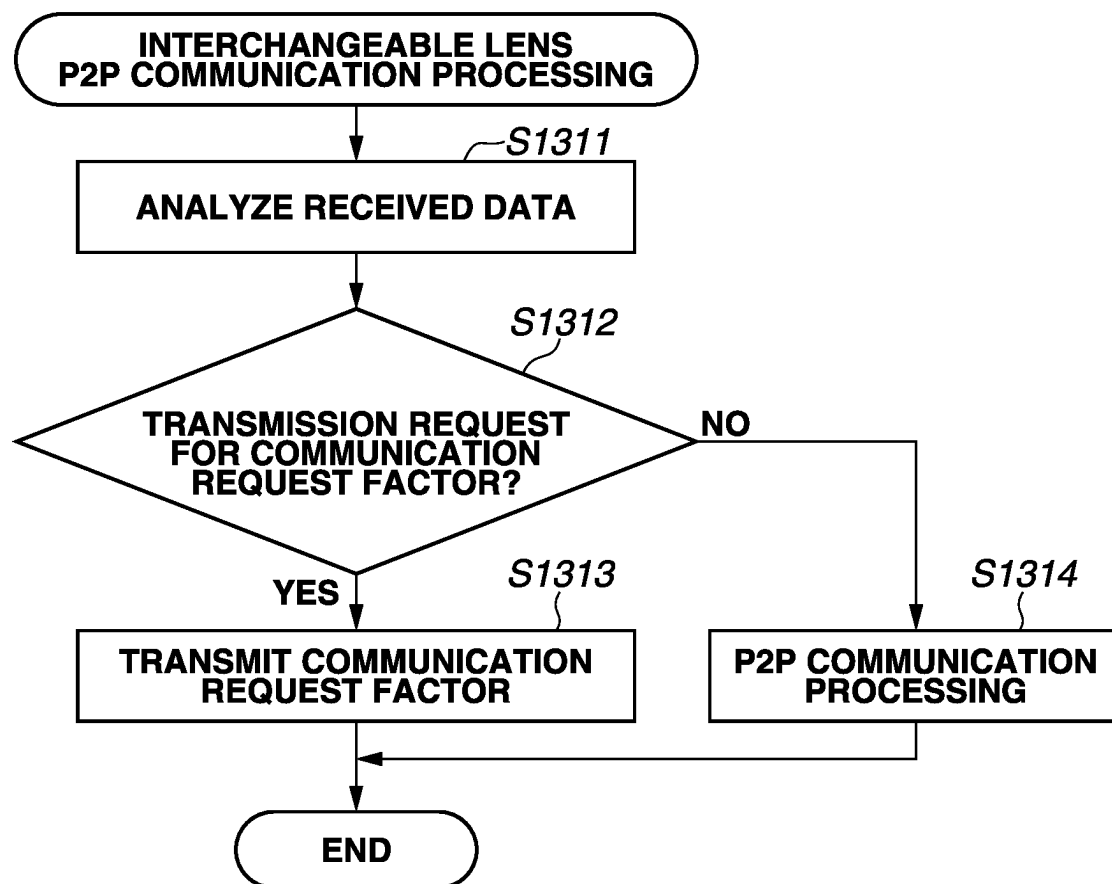 INTERCHANGEABLE LENS
P2P COMMUNICATION PROCESSING
S1311
ANALYZE RECEIVED DATA
S1312
TRANSMISSION REQUEST
FOR COMMUNICATION
REQUEST FACTOR?
NO
YES
S1313
TRANSMIT COMMUNICATION
REQUEST FACTOR
S1314
P2P COMMUNICATION
PROCESSING
END